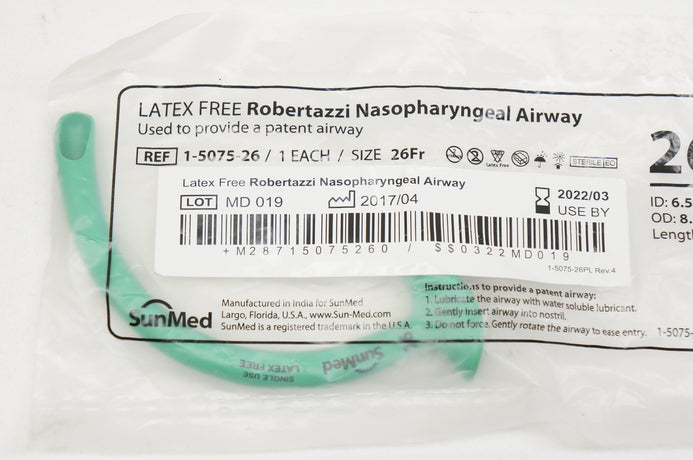 LATEX FREE Robertazzi Nasopharyngeal Airway
Used to provide a patent airway
REF 1-5075-26 / 1 EACH / SIZE 26Fr
Latex Free
STERILE EO
26
ID: 6.5
OD: 8.
Lengt
Latex Free Robertazzi Nasopharyngeal Airway
LOT MD 019 2017/04 2022/03
USE BY
+M28715075260 / $$0322MD019
1-5075-26PL Rev.4
SunMed
Manufactured in India for SunMed
Largo, Florida, U.S.A., www.Sun-Med.com
SunMed is a registered trademark in the U.S.A.
Instructions to provide a patent airway:
1. Lubricate the airway with water soluble lubricant.
2. Gently insert airway into nostril.
3. Do not force. Gently rotate the airway to ease entry.
1-5075-
SunMed
SINGLE USE
LATEX FREE